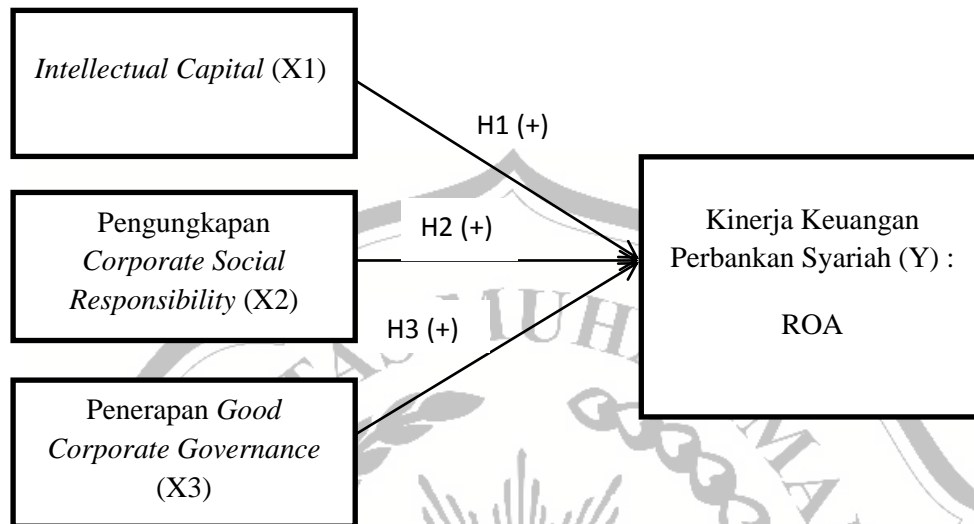 Intellectual Capital (X1)
H1 (+)
Pengungkapan
Corporate Social
Responsibility (X2)
H2 (+)
Kinerja Keuangan
Perbankan Syariah (Y) :
ROA
H3 (+)
Penerapan Good
Corporate Governance
(X3)